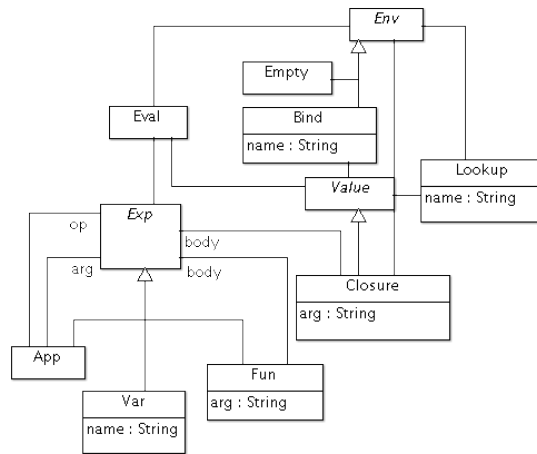 Env
Empty
Eval
Bind
name : String
Lookup
name : String
Value
Exp
op
body
arg
body
Closure
arg : String
App
Fun
arg : String
Var
name : String